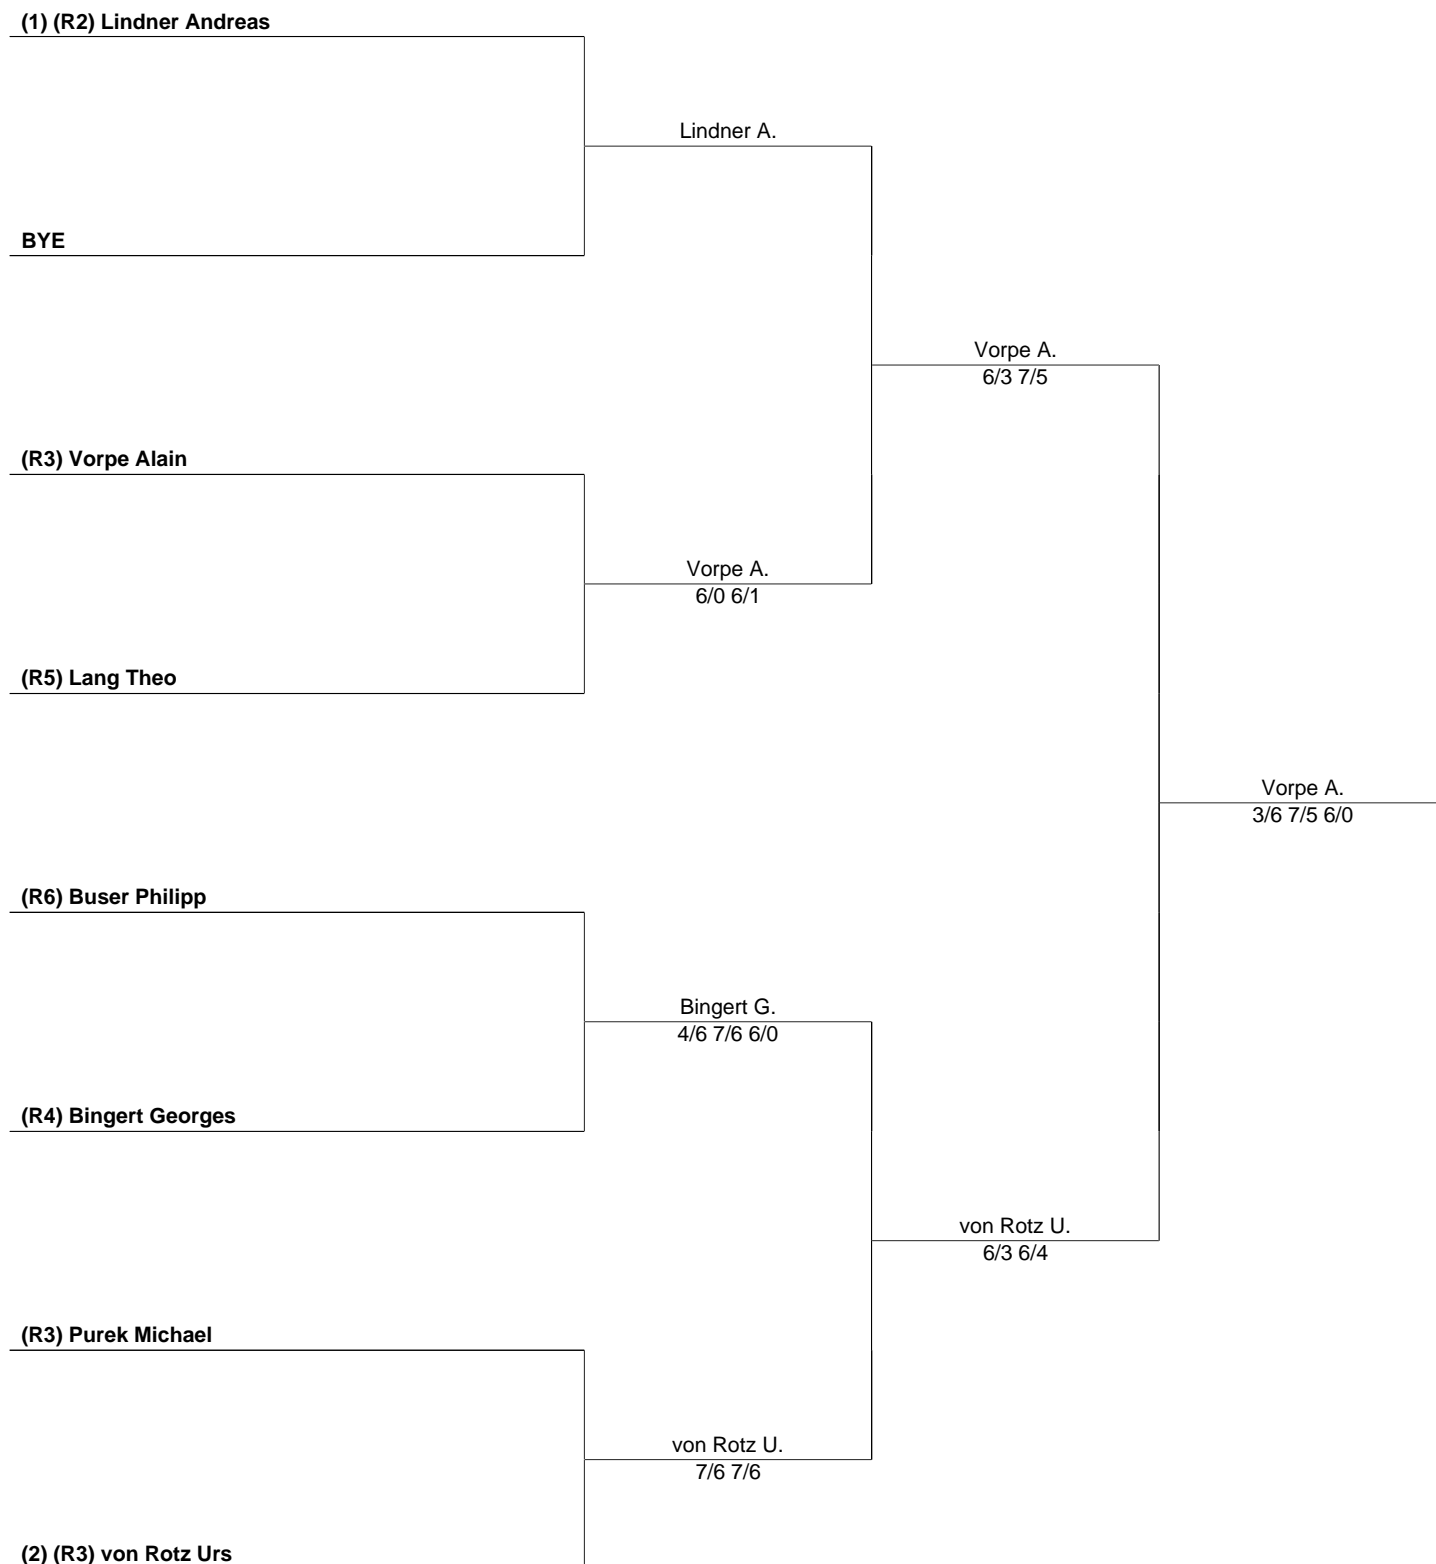 (1) (R2) Lindner Andreas
Lindner A.
BYE
Vorpe A.
6/3 7/5
(R3) Vorpe Alain
Vorpe A.
6/0 6/1
(R5) Lang Theo
Vorpe A.
3/6 7/5 6/0
(R6) Buser Philipp
Bingert G.
4/6 7/6 6/0
(R4) Bingert Georges
von Rotz U.
6/3 6/4
(R3) Purek Michael
von Rotz U.
7/6 7/6
(2) (R3) von Rotz Urs